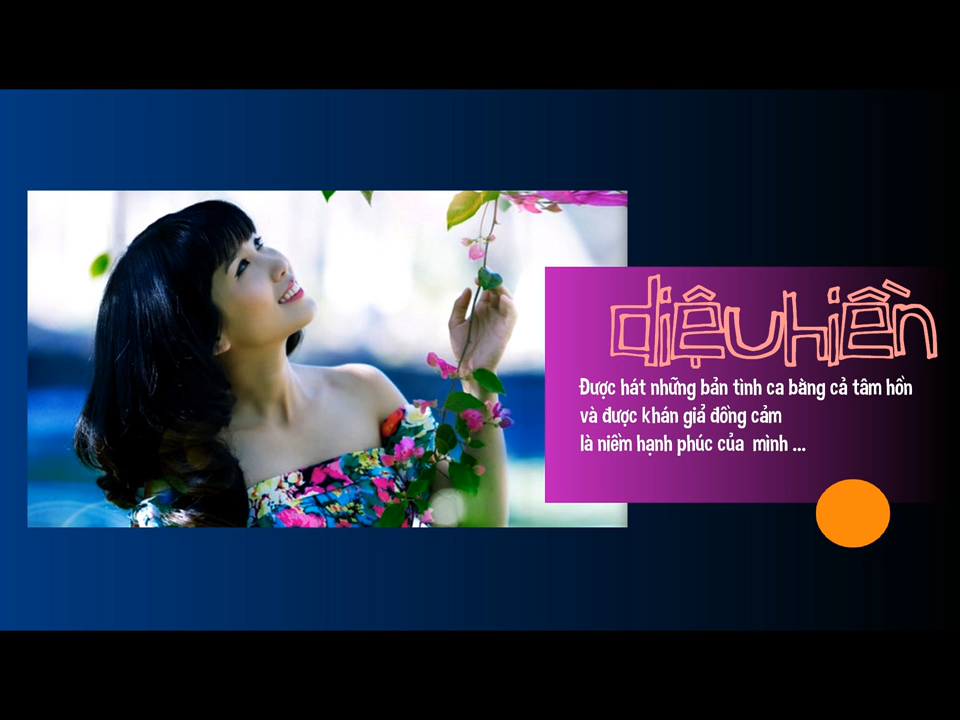 diệu hiền
Được hát những bản tình ca bằng cả tâm hồn
và được khán giả đồng cảm
là niềm hạnh phúc của mình ...